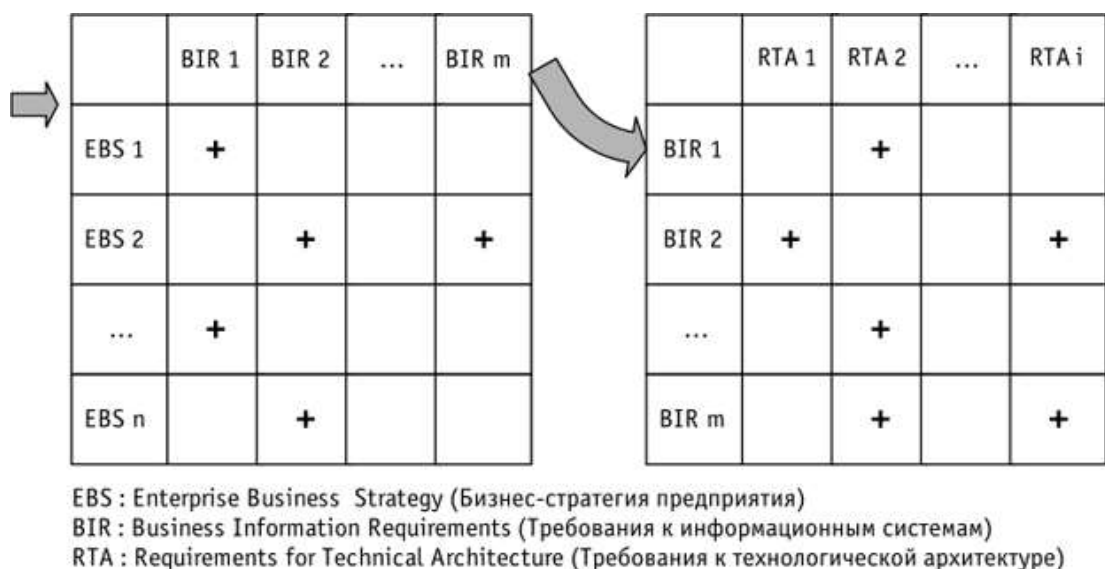 BIR 1 BIR 2 ... BIR m
EBS 1 +
EBS 2 + +
... +
EBS n +
RTA 1 RTA 2 ... RTA i
BIR 1 +
BIR 2 + +
... +
BIR m + +
EBS : Enterprise Business Strategy (Бизнес-стратегия предприятия)
BIR : Business Information Requirements (Требования к информационным системам)
RTA : Requirements for Technical Architecture (Требования к технологической архитектуре)